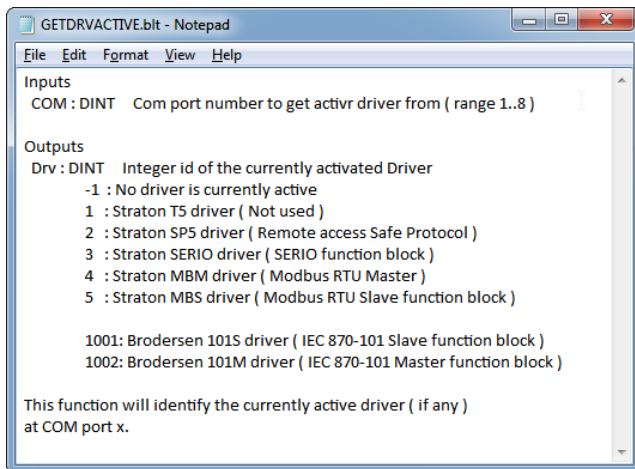 GETDRVACTIVE.blt - Notepad
File Edit Format View Help
Inputs
COM : DINT Com port number to get activr driver from ( range 1..8 )
Outputs
Drv : DINT Integer id of the currently activated Driver
-1 : No driver is currently active
1 : Straton T5 driver ( Not used )
2 : Straton SP5 driver ( Remote access Safe Protocol )
3 : Straton SERIO driver ( SERIO function block )
4 : Straton MBM driver ( Modbus RTU Master )
5 : Straton MBS driver ( Modbus RTU Slave function block )
1001: Brodersen 101S driver ( IEC 870-101 Slave function block )
1002: Brodersen 101M driver ( IEC 870-101 Master function block )
This function will identify the currently active driver ( if any )
at COM port x.